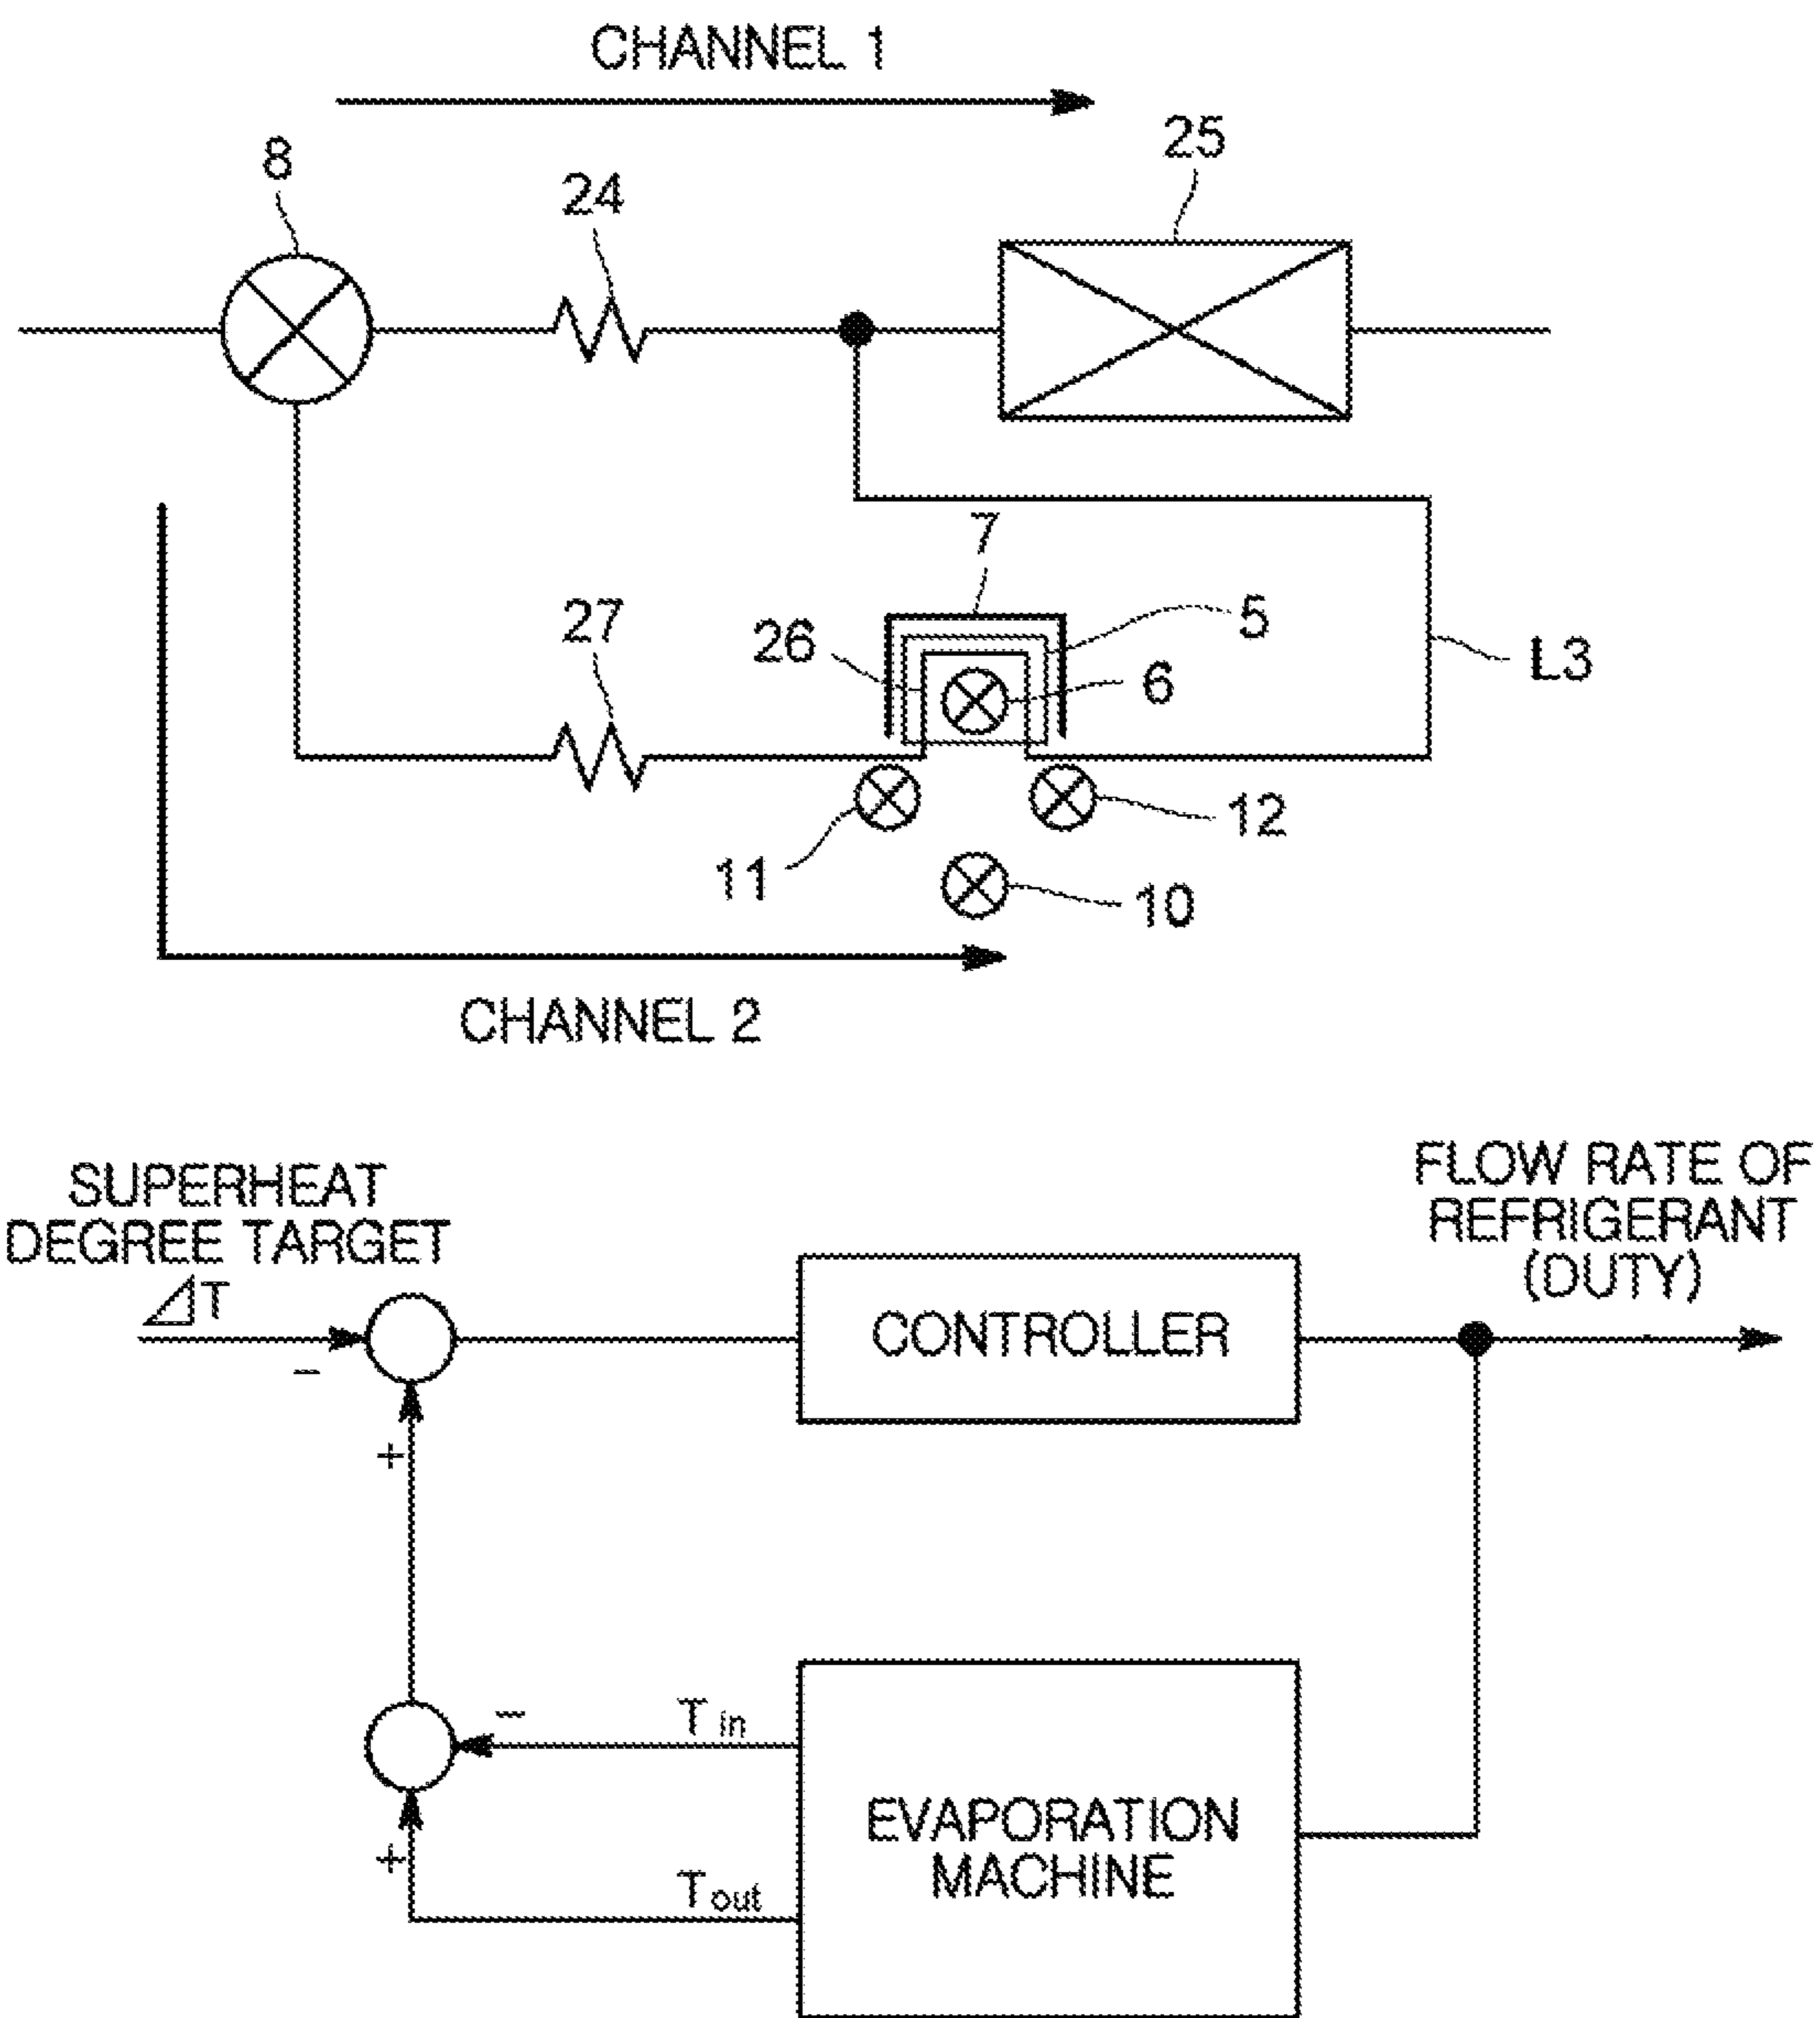 CHANNEL 1
8
24
25
7
27
26
5
6
L3
11
12
10
CHANNEL 2
SUPERHEAT
DEGREE TARGET
⊿T
−
+
CONTROLLER
FLOW RATE OF
REFRIGERANT
(DUTY)
−
Tin
+
Tout
EVAPORATION
MACHINE